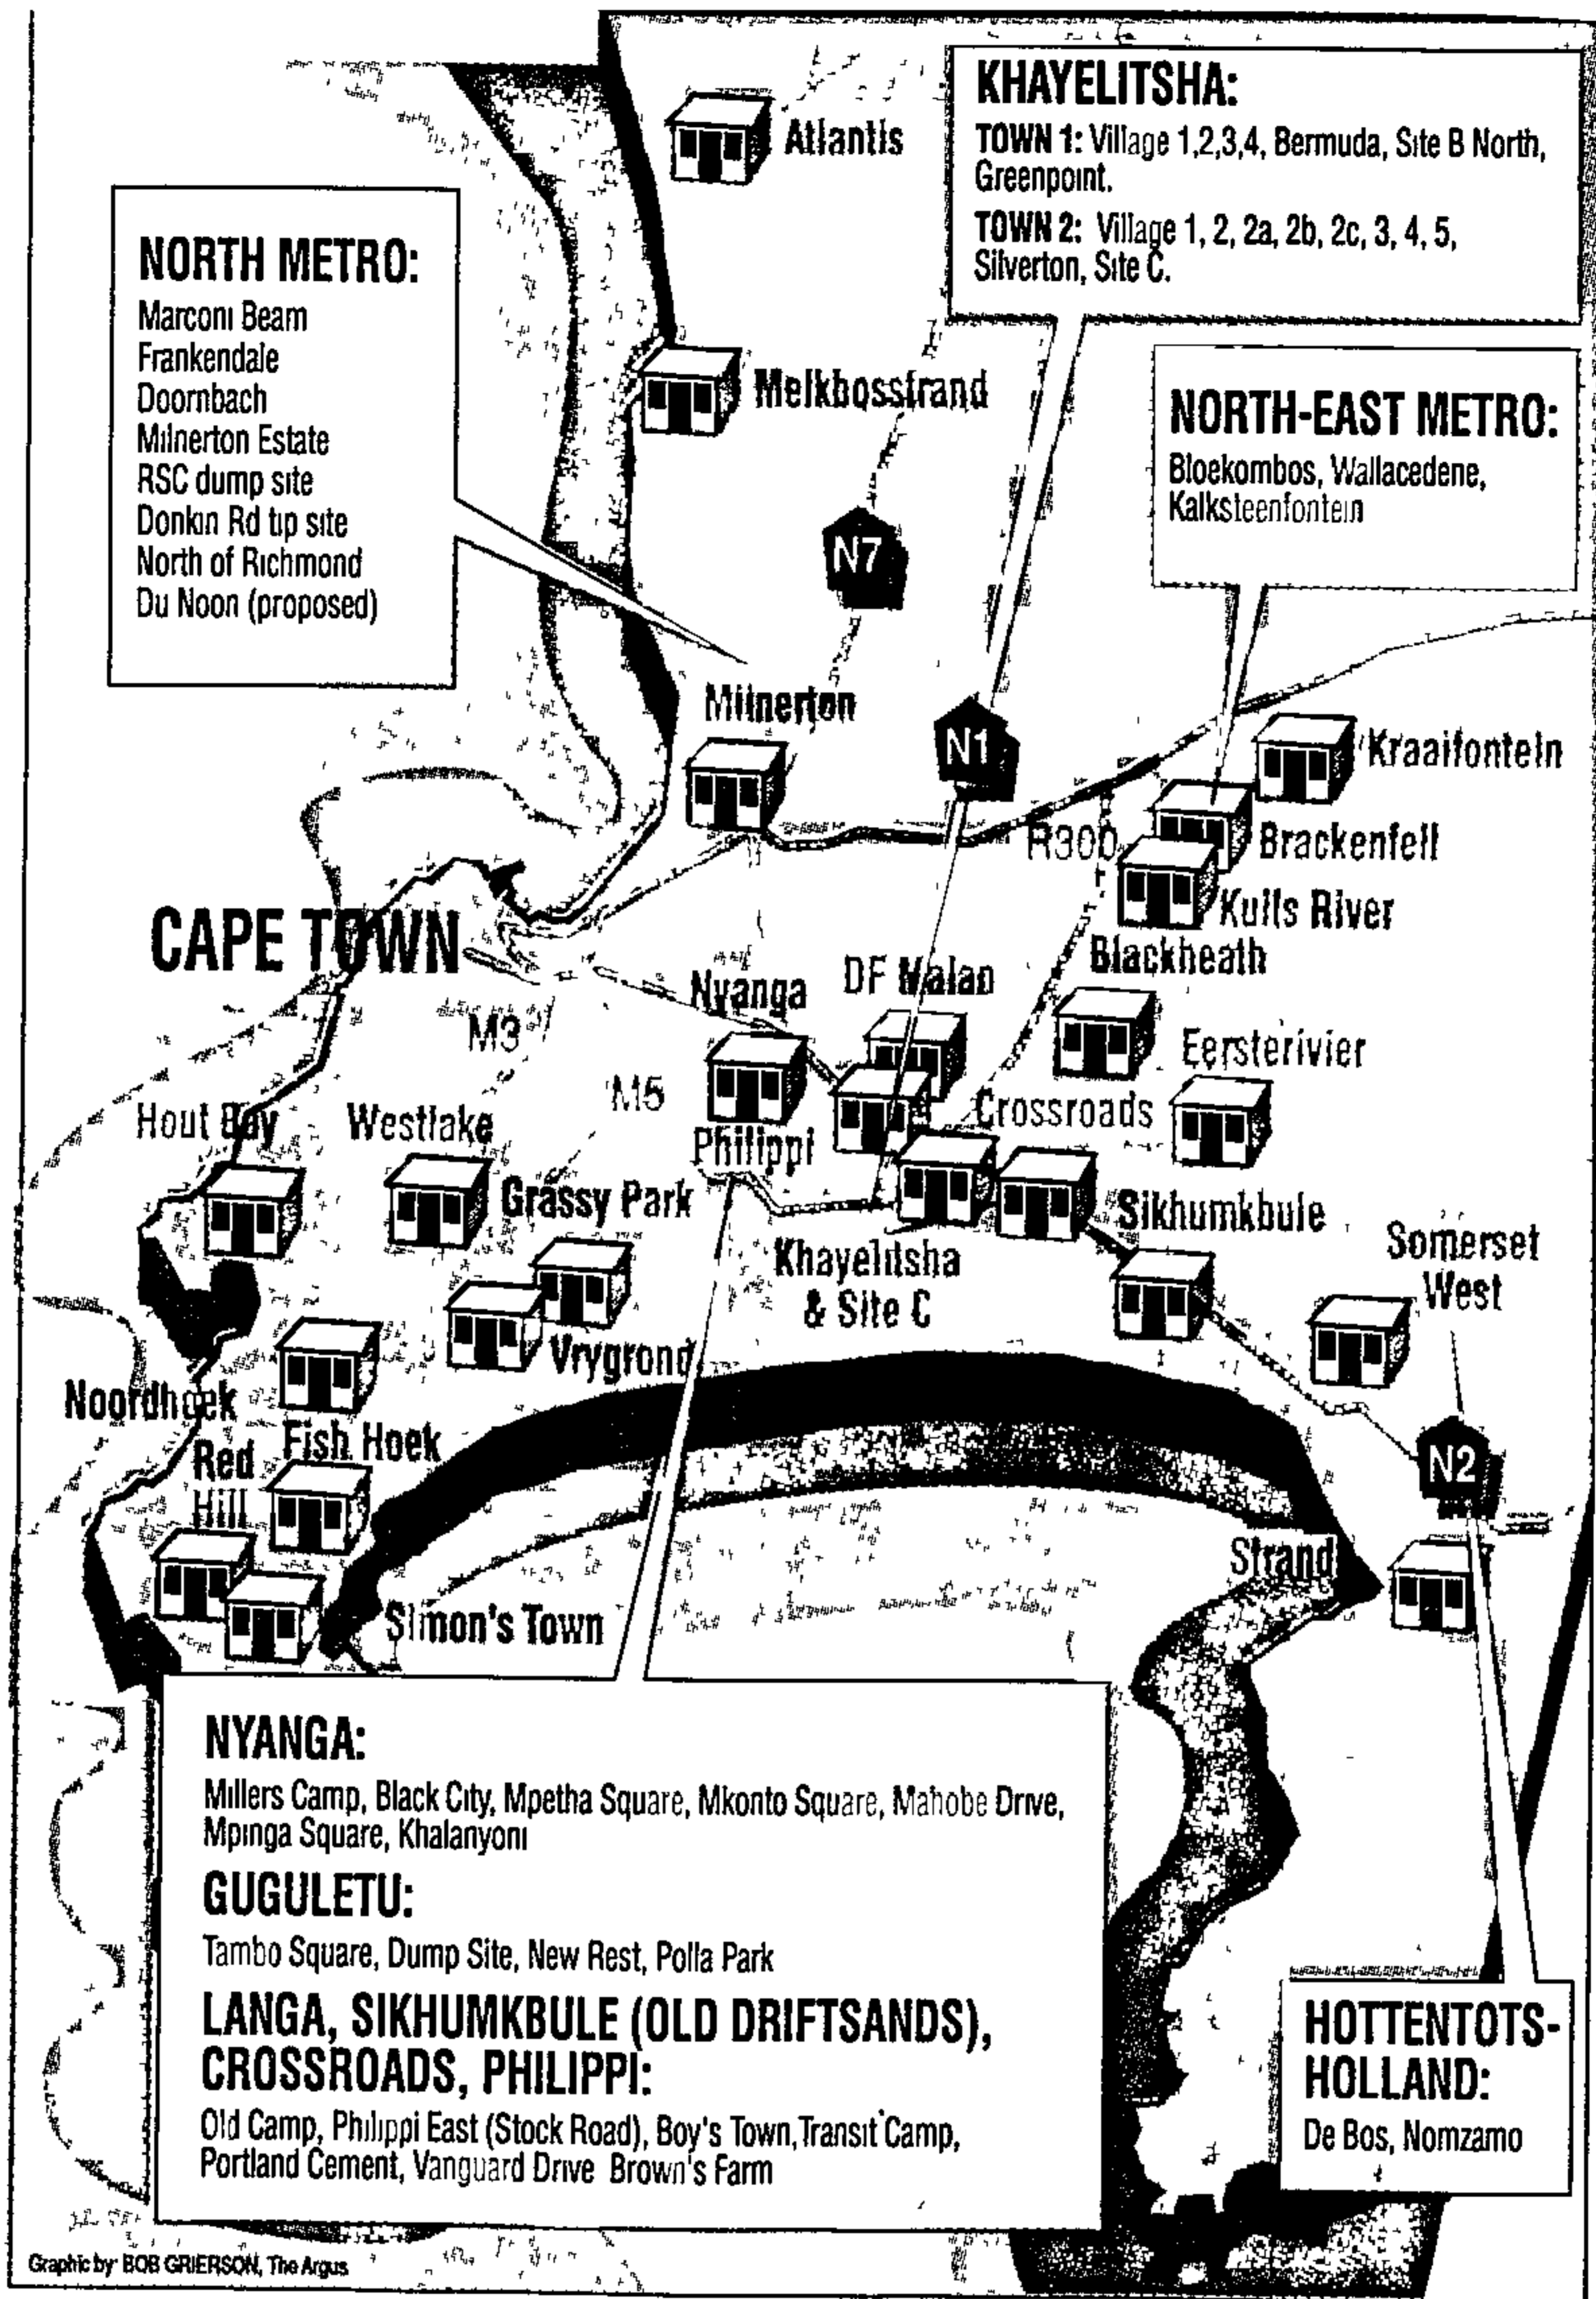 KHAYELITSHA:
TOWN 1: Village 1,2,3,4, Bermuda, Site B North,
Greenpoint.
TOWN 2: Village 1, 2, 2a, 2b, 2c, 3, 4, 5,
Silverton, Site C.
Atlantis
NORTH METRO:
Marconi Beam
Frankendale
Doornbach
Milnerton Estate
RSC dump site
Donkin Rd tip site
North of Richmond
Du Noon (proposed)
Melkbosstrand
NORTH-EAST METRO:
Bloekombos, Wallacedene,
Kalksteenfontein
N7
Milnerton
N1
Kraaifontein
R300
Brackenfell
Kuils River
CAPE TOWN
Blackheath
Nyanga
DF Malan
M3
Eersterivier
M5
Hout Bay
Westlake
Crossroads
Philippi
Grassy Park
Sikhumkbule
Khayelitsha
& Site C
Somerset
West
Vrygrond
Noordhoek
Fish Hoek
Red
Hill
N2
Strand
Simon's Town
NYANGA:
Millers Camp, Black City, Mpetha Square, Mkonto Square, Mahobe Drive,
Mpinga Square, Khalanyoni
GUGULETU:
Tambo Square, Dump Site, New Rest, Polla Park
LANGA, SIKHUMKBULE (OLD DRIFTSANDS),
CROSSROADS, PHILIPPI:
Old Camp, Philippi East (Stock Road), Boy's Town, Transit Camp,
Portland Cement, Vanguard Drive Brown's Farm
HOTTENTOTS-
HOLLAND:
De Bos, Nomzamo
Graphic by: BOB GRIERSON, The Argus